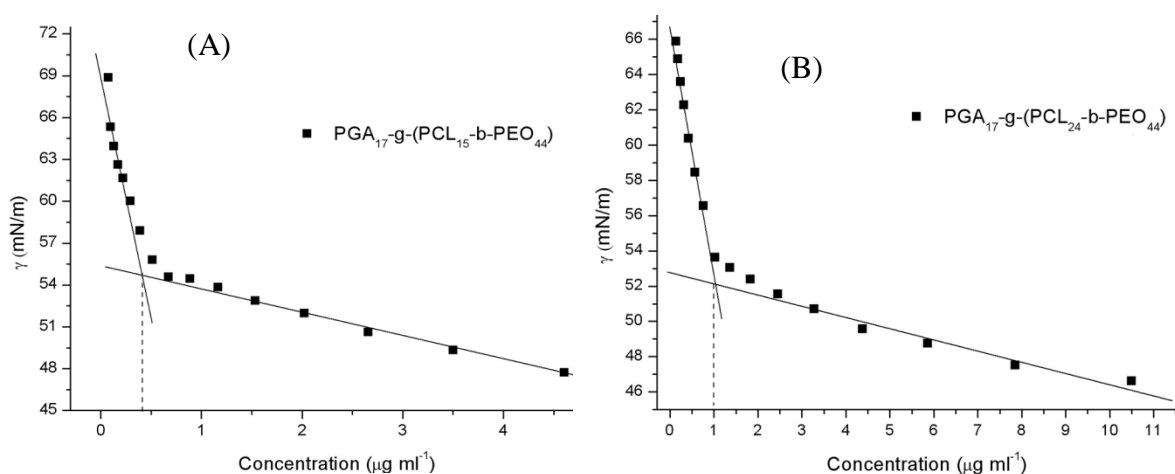 (A)
PGA₁₇-g-(PCL₁₅-b-PEO₄₄)
γ (mN/m)
72
69
66
63
60
57
54
51
48
45
0 1 2 3 4
Concentration (μg ml⁻¹)
(B)
PGA₁₇-g-(PCL₂₄-b-PEO₄₄)
γ (mN/m)
66
64
62
60
58
56
54
52
50
48
46
0 1 2 3 4 5 6 7 8 9 10 11
Concentration (μg ml⁻¹)